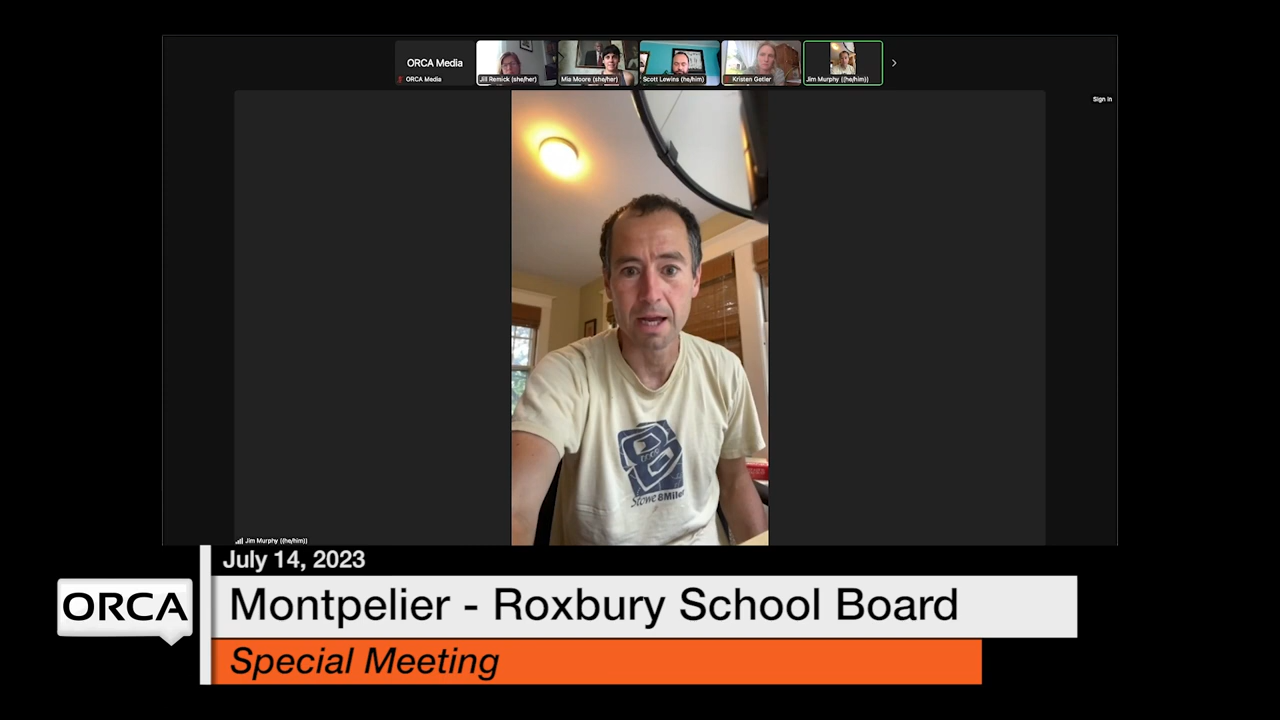 ORCA Media
ORCA Media
Jill Remick (she/her)
Mia Moore (she/her)
Scott Lewins (he/him)
Kristen Getler
Jim Murphy ((he/him))
Sign in
8
Stowe 8Miler
Jim Murphy ((he/him))
July 14, 2023
ORCA
Montpelier - Roxbury School Board
Special Meeting